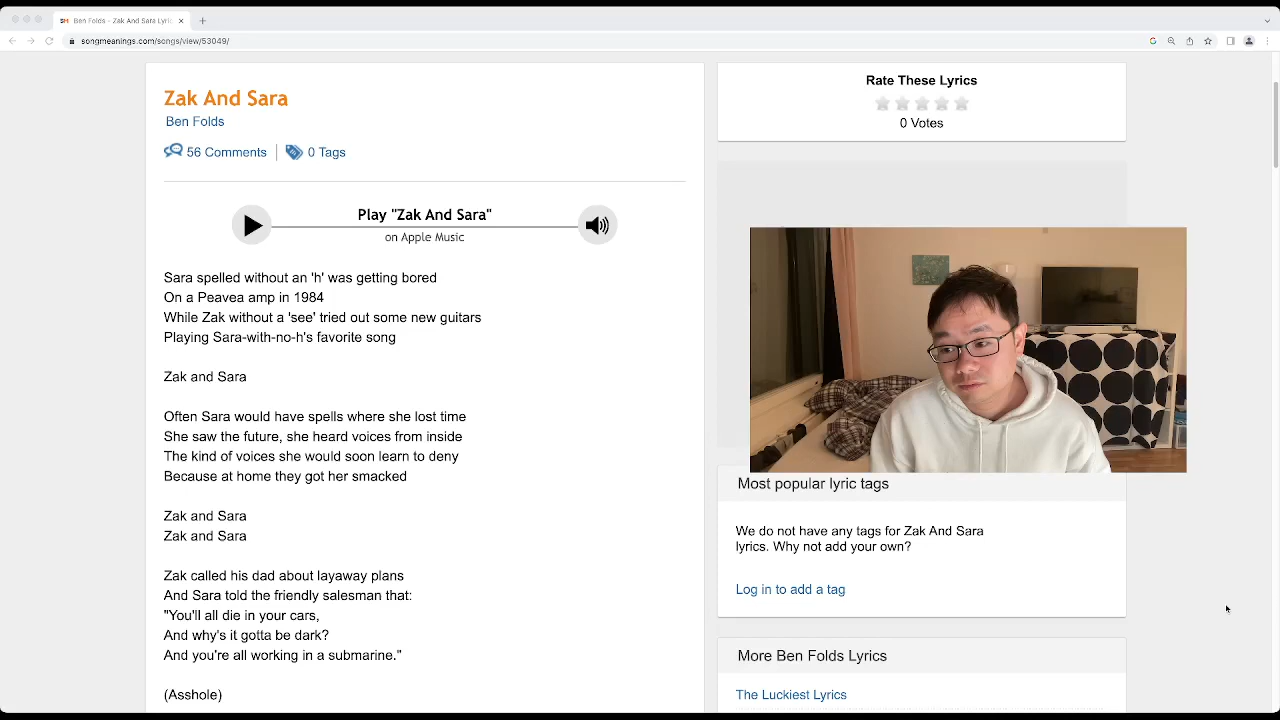 Ben Folds - Zak And Sara Lyric
songmeanings.com/songs/view/53049/
Zak And Sara
Ben Folds
56 Comments
0 Tags
Play "Zak And Sara"
on Apple Music
Sara spelled without an 'h' was getting bored
On a Peavea amp in 1984
While Zak without a 'see' tried out some new guitars
Playing Sara-with-no-h's favorite song
Zak and Sara
Often Sara would have spells where she lost time
She saw the future, she heard voices from inside
The kind of voices she would soon learn to deny
Because at home they got her smacked
Zak and Sara
Zak and Sara
Zak called his dad about layaway plans
And Sara told the friendly salesman that:
"You'll all die in your cars,
And why's it gotta be dark?
And you're all working in a submarine."
(Asshole)
Rate These Lyrics
0 Votes
Most popular lyric tags
We do not have any tags for Zak And Sara
lyrics. Why not add your own?
Log in to add a tag
More Ben Folds Lyrics
The Luckiest Lyrics